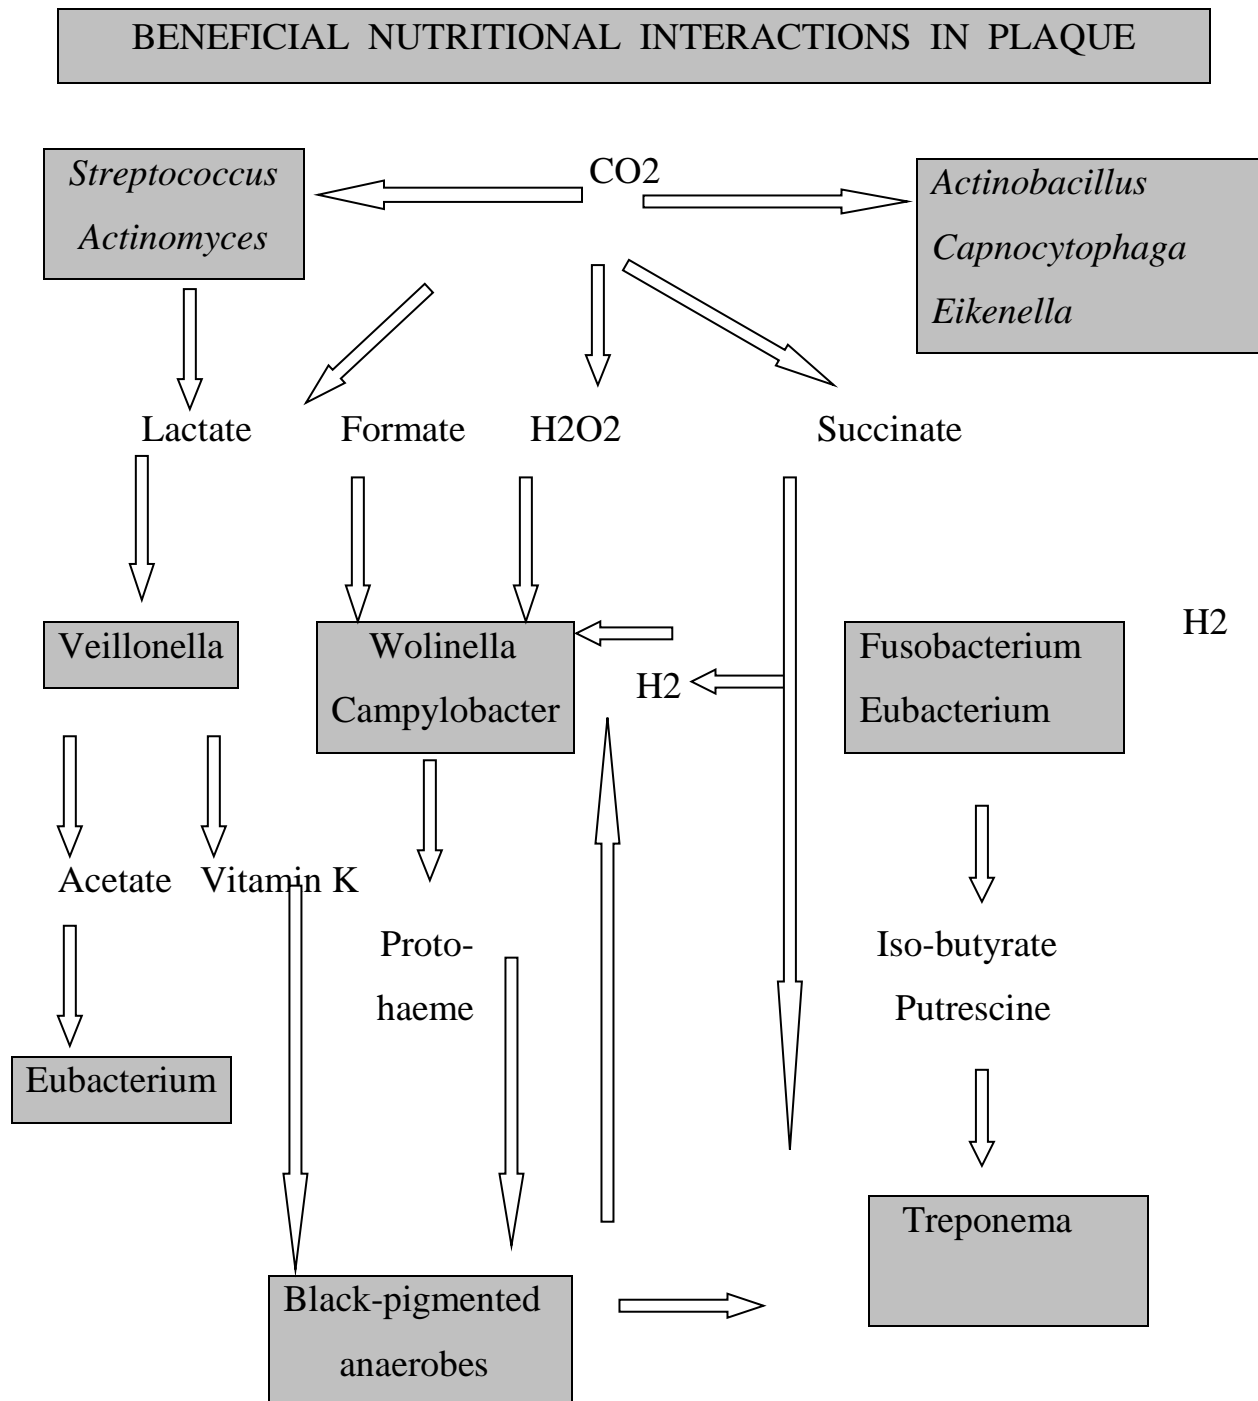 BENEFICIAL NUTRITIONAL INTERACTIONS IN PLAQUE
Streptococcus
Actinomyces
CO2
Actinobacillus
Capnocytophaga
Eikenella
Lactate
Formate
H2O2
Succinate
Veillonella
Wolinella
Campylobacter
H2
Fusobacterium
Eubacterium
H2
Acetate
Vitamin K
Proto-
haeme
Iso-butyrate
Putrescine
Eubacterium
Treponema
Black-pigmented
anaerobes